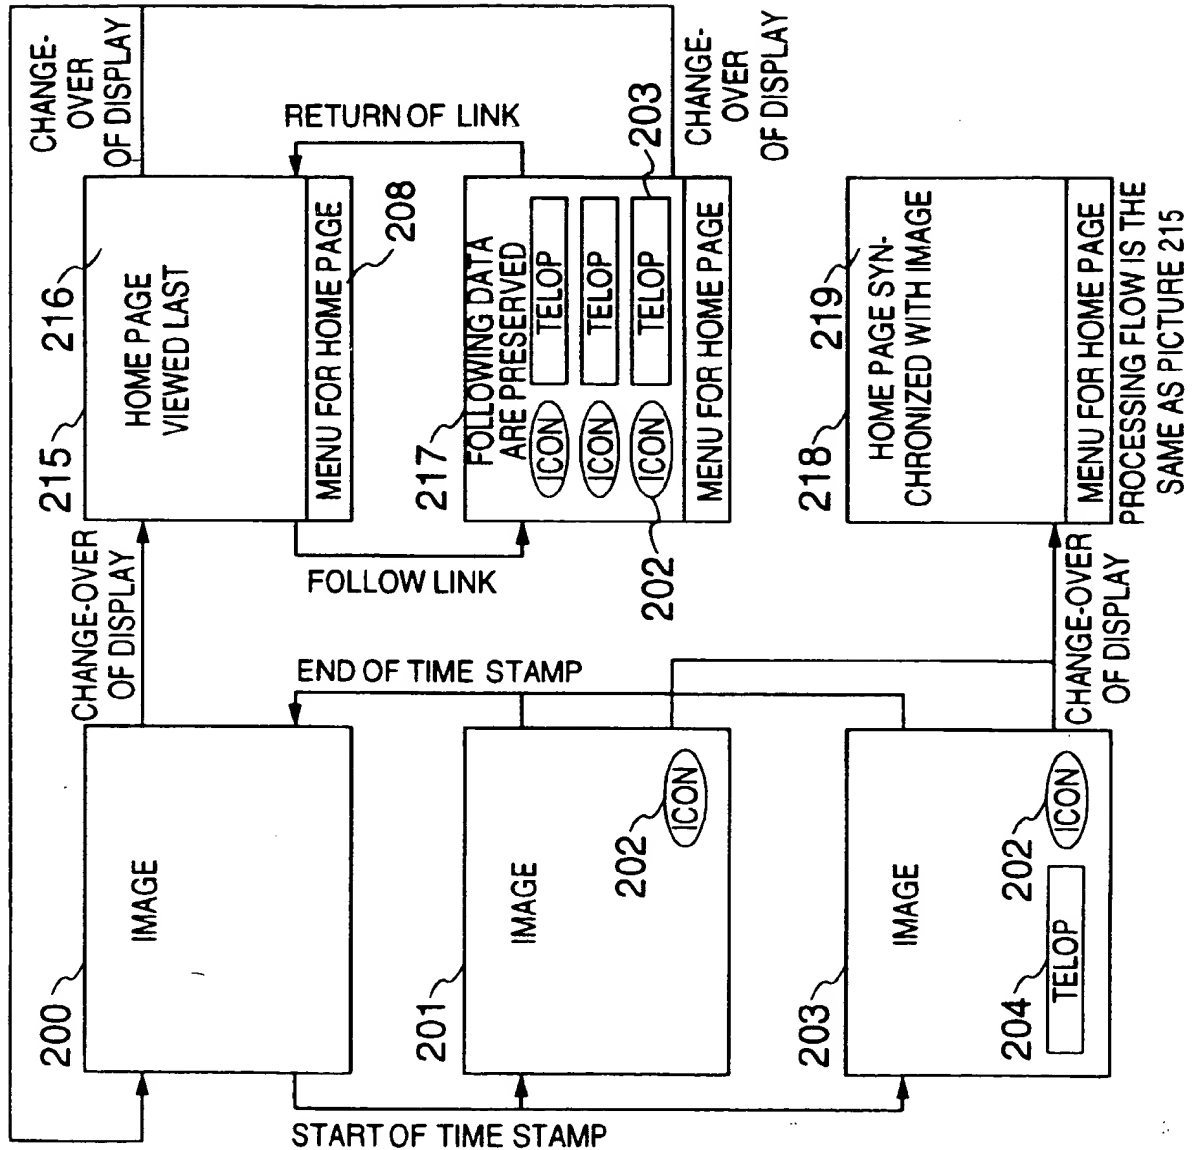 200
IMAGE
CHANGE-OVER
OF DISPLAY
215
216
HOME PAGE
VIEWED LAST
MENU FOR HOME PAGE
208
CHANGE-
OVER
OF DISPLAY
START OF TIME STAMP
END OF TIME STAMP
FOLLOW LINK
RETURN OF LINK
201
IMAGE
202
ICON
217
FOLLOWING DATA
ARE PRESERVED
ICON
TELOP
ICON
TELOP
ICON
TELOP
202
203
MENU FOR HOME PAGE
CHANGE-
OVER
OF DISPLAY
203
IMAGE
204
TELOP
202
ICON
CHANGE-OVER
OF DISPLAY
218
219
HOME PAGE SYN-
CHRONIZED WITH IMAGE
MENU FOR HOME PAGE
PROCESSING FLOW IS THE
SAME AS PICTURE 215